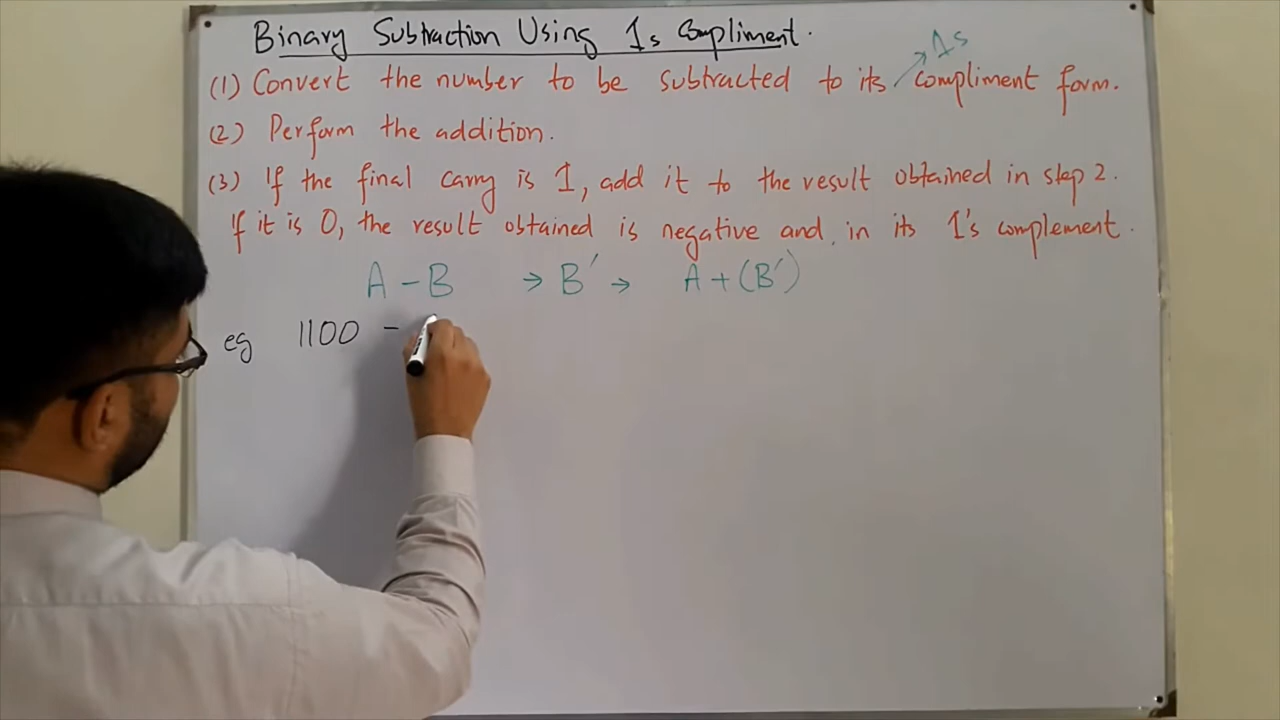 Binary Subtraction Using 1s Compliment.
1s
(1) Convert the number to be subtracted to its compliment form.
(2) Perform the addition.
(3) If the final carry is 1, add it to the result obtained in step 2.
If it is 0, the result obtained is negative and in its 1's complement.
A - B → B' → A + (B')
eg 1100 -